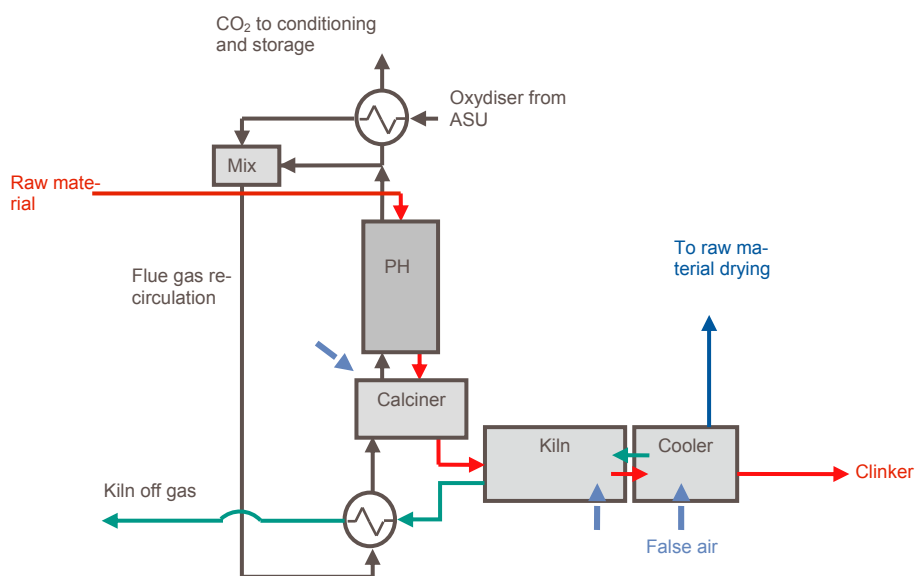 CO₂ to conditioning
and storage
Oxydiser from
ASU
Mix
Raw mate-
rial
PH
To raw ma-
terial drying
Flue gas re-
circulation
Calciner
Kiln
Cooler
Clinker
Kiln off gas
False air